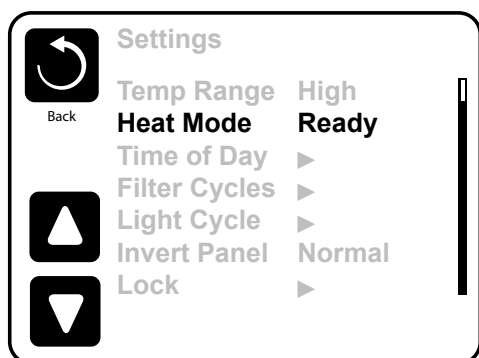 Settings
Back
Temp Range High
Heat Mode Ready
Time of Day ▶
Filter Cycles ▶
Light Cycle ▶
Invert Panel Normal
Lock ▶